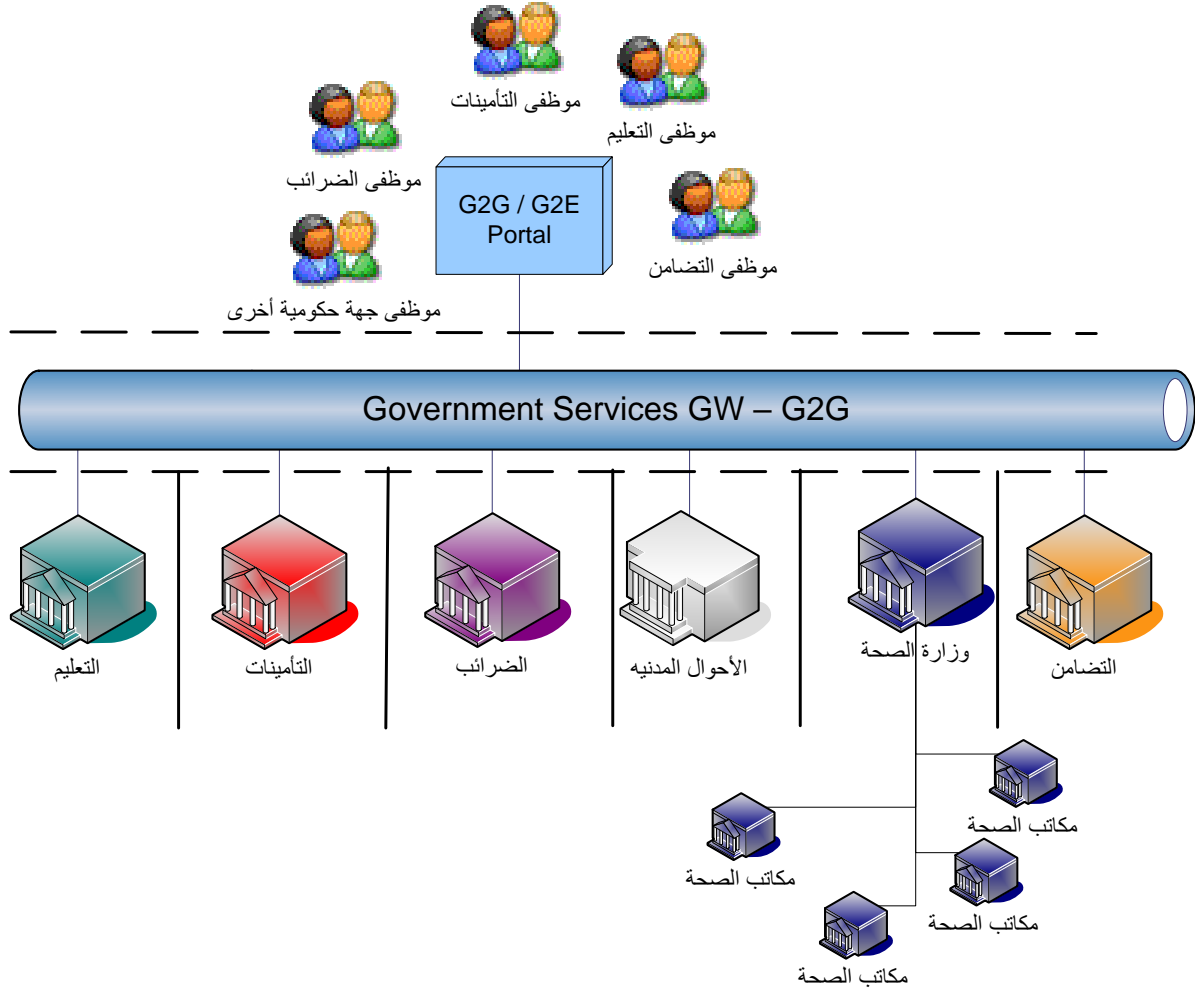 موظفى التأمينات
موظفى التعليم
موظفى الضرائب
G2G / G2E
Portal
موظفى التضامن
موظفى جهة حكومية أخرى
Government Services GW – G2G
التعليم
التأمينات
الضرائب
الأحوال المدنيه
وزارة الصحة
التضامن
مكاتب الصحة
مكاتب الصحة
مكاتب الصحة
مكاتب الصحة